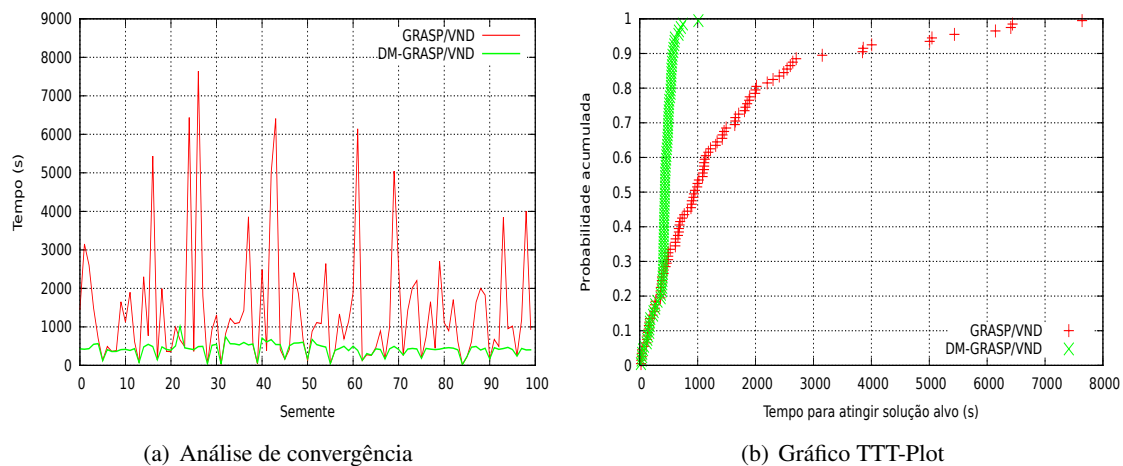 9000
8000
7000
6000
5000
4000
3000
2000
1000
0
Tempo (s)
GRASP/VND
DM-GRASP/VND
0 10 20 30 40 50 60 70 80 90 100
Semente
(a) Análise de convergência
1
0.9
0.8
0.7
0.6
0.5
0.4
0.3
0.2
0.1
0
Probabilidade acumulada
GRASP/VND
DM-GRASP/VND
0 1000 2000 3000 4000 5000 6000 7000 8000
Tempo para atingir solução alvo (s)
(b) Gráfico TTT-Plot